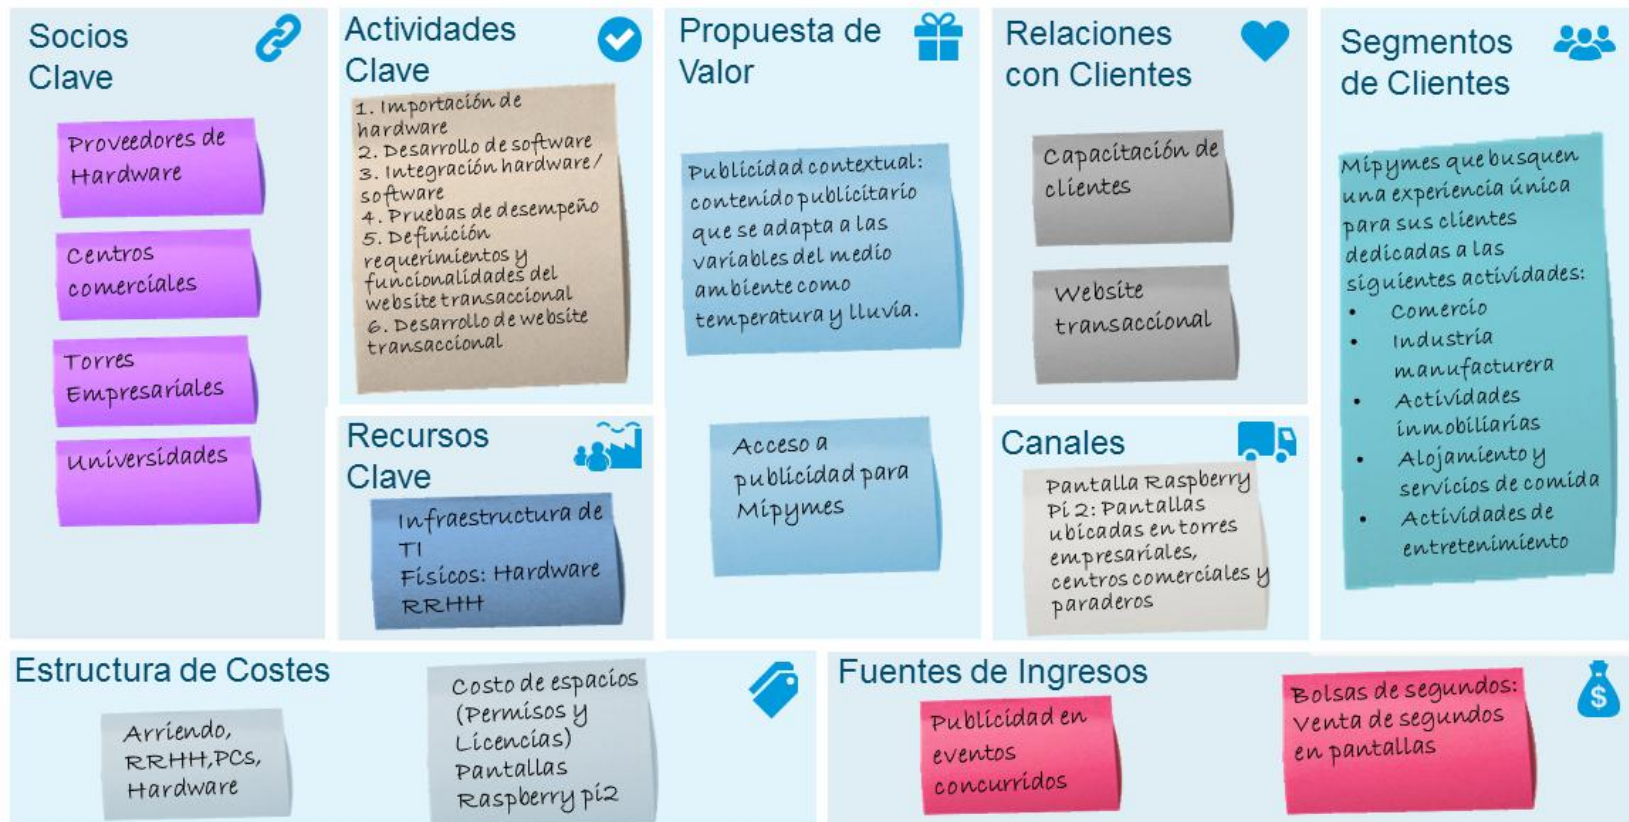 Socios
Clave
Proveedores de
Hardware
Centros
comerciales
Torres
Empresariales
Universidades
Actividades
Clave
1. Importación de
hardware
2. Desarrollo de software
3. Integración hardware/
software
4. Pruebas de desempeño
5. Definición
requerimientos y
funcionalidades del
website transaccional
6. Desarrollo de website
transaccional
Recursos
Clave
Infraestructura de
TI
Físicos: Hardware
RRHH
Propuesta de
Valor
Publicidad contextual:
contenido publicitario
que se adapta a las
variables del medio
ambiente como
temperatura y lluvia.
Acceso a
publicidad para
Mipymes
Relaciones
con Clientes
Capacitación de
clientes
Website
transaccional
Canales
Pantalla Raspberry
Pi 2: Pantallas
ubicadas en torres
empresariales,
centros comerciales y
paraderos
Segmentos
de Clientes
Mipymes que busquen
una experiencia única
para sus clientes
dedicadas a las
siguientes actividades:
• Comercio
• Industria
manufacturera
• Actividades
inmobiliarias
• Alojamiento y
servicios de comida
• Actividades de
entretenimiento
Estructura de Costes
Arriendo,
RRHH,PCs,
Hardware
Costo de espacios
(Permisos y
Licencias)
Pantallas
Raspberry pi2
Fuentes de Ingresos
Publicidad en
eventos
concurridos
Bolsas de segundos:
Venta de segundos
en pantallas
$